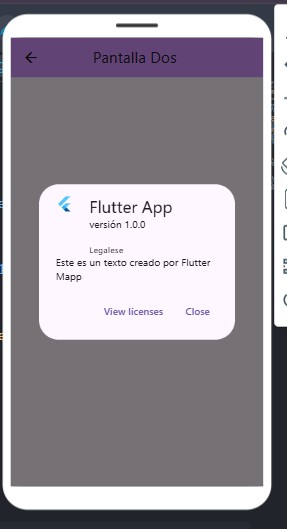 Pantalla Dos
Flutter App
versión 1.0.0
Legalese
Este es un texto creado por Flutter
Mapp
View licenses
Close